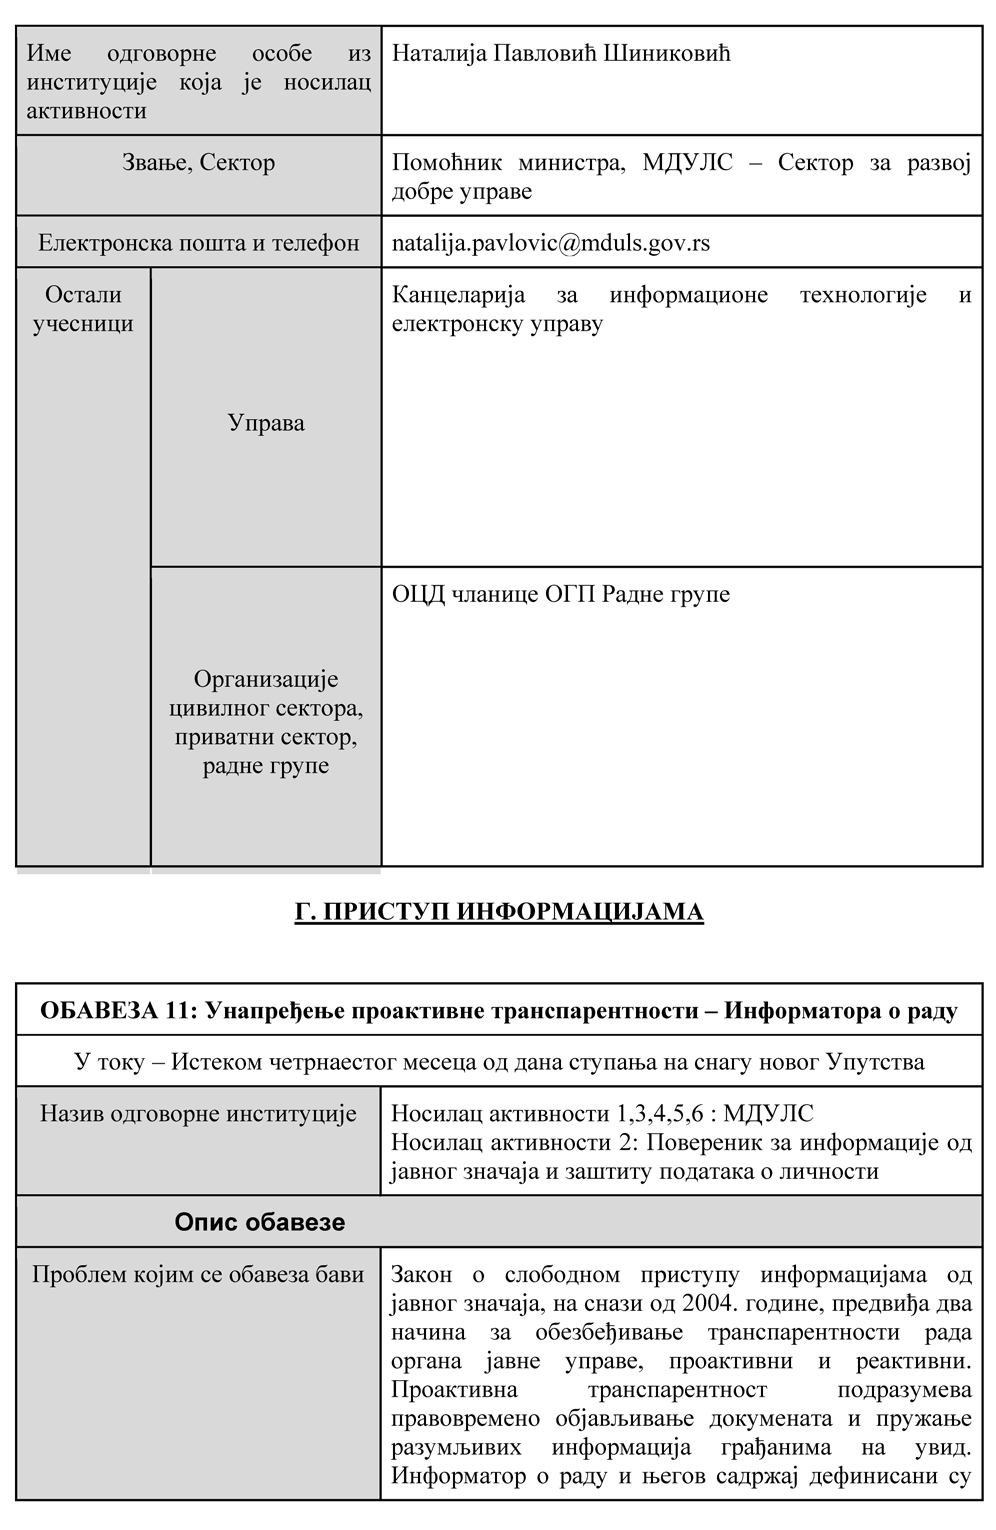 Име одговорне особе из
институције која је носилац
активности
Наталија Павловић Шиниковић
Звање, Сектор
Помоћник министра, МДУЛС – Сектор за развој
добре управе
Електронска пошта и телефон
natalija.pavlovic@mduls.gov.rs
Остали
учесници
Управа
Канцеларија за информационе технологије и
електронску управу
Организације
цивилног сектора,
приватни сектор,
радне групе
ОЦД чланице ОГП Радне групе
Г. ПРИСТУП ИНФОРМАЦИЈАМА
ОБАВЕЗА 11: Унапређење проактивне транспарентности – Информатора о раду
У току – Истеком четрнаестог месеца од дана ступања на снагу новог Упутства
Назив одговорне институције
Носилац активности 1,3,4,5,6 : МДУЛС
Носилац активности 2: Повереник за информације од
јавног значаја и заштиту података о личности
Опис обавезе
Проблем којим се обавеза бави
Закон о слободном приступу информацијама од
јавног значаја, на снази од 2004. године, предвиђа два
начина за обезбеђивање транспарентности рада
органа јавне управе, проактивни и реактивни.
Проактивна транспарентност подразумева
правовремено објављивање докумената и пружање
разумљивих информација грађанима на увид.
Информатор о раду и његов садржај дефинисани су